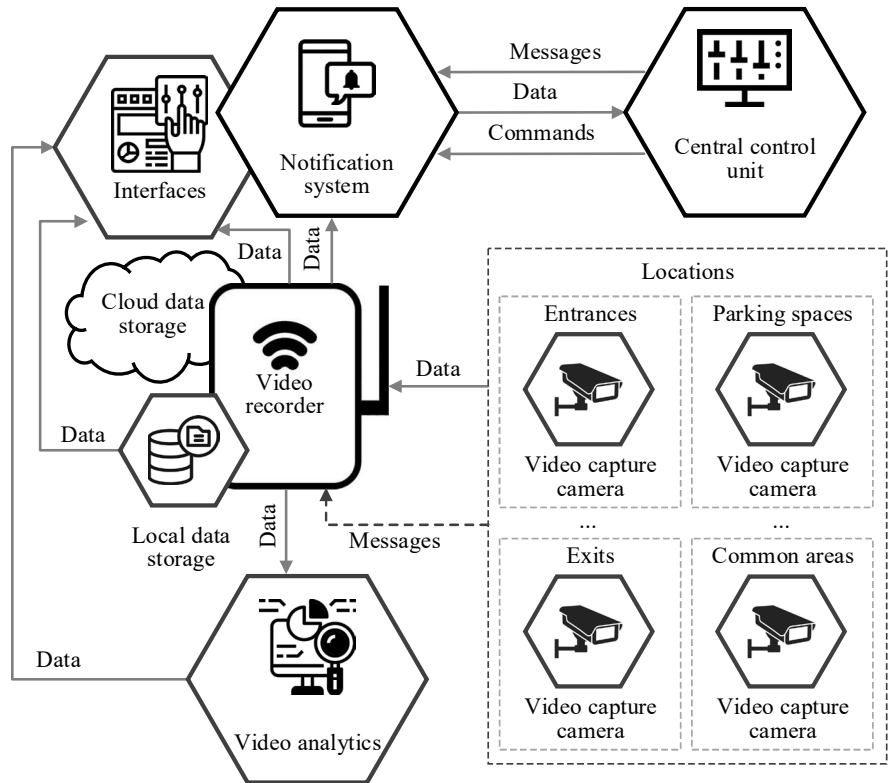 Messages
Data
Commands
Interfaces
Notification
system
Central control
unit
Data
Data
Cloud data
storage
Video
recorder
Data
Local data
storage
Data
Data
Messages
Locations
Entrances
Parking spaces
Video capture
camera
Video capture
camera
...
...
Exits
Common areas
Video capture
camera
Video capture
camera
Data
Video analytics